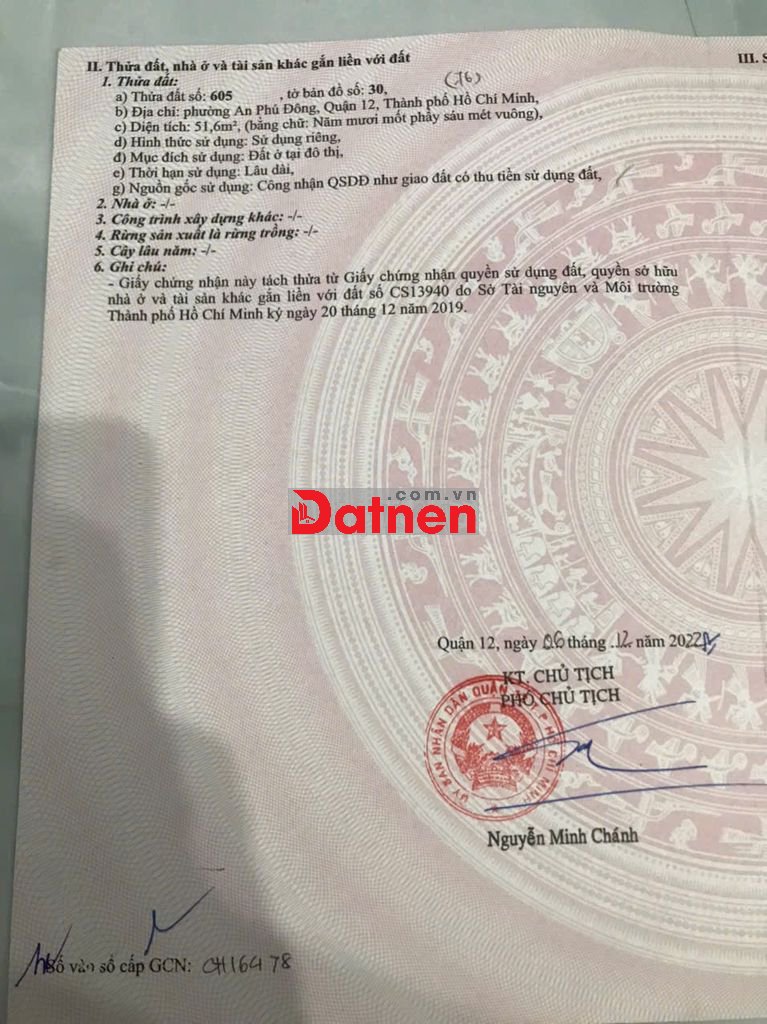 II. Thửa đất, nhà ở và tài sản khác gắn liền với đất
III. S
1. Thửa đất:
(76)
a) Thửa đất số: 605 , tờ bản đồ số: 30,
b) Địa chỉ: phường An Phú Đông, Quận 12, Thành phố Hồ Chí Minh,
c) Diện tích: 51,6m², (bằng chữ: Năm mươi mốt phẩy sáu mét vuông),
d) Hình thức sử dụng: Sử dụng riêng,
đ) Mục đích sử dụng: Đất ở tại đô thị,
e) Thời hạn sử dụng: Lâu dài,
g) Nguồn gốc sử dụng: Công nhận QSDĐ như giao đất có thu tiền sử dụng đất,
2. Nhà ở: -/-
3. Công trình xây dựng khác: -/-
4. Rừng sản xuất là rừng trồng: -/-
5. Cây lâu năm: -/-
6. Ghi chú:
- Giấy chứng nhận này tách thửa từ Giấy chứng nhận quyền sử dụng đất, quyền sở hữu
nhà ở và tài sản khác gắn liền với đất số CS13940 do Sở Tài nguyên và Môi trường
Thành phố Hồ Chí Minh ký ngày 20 tháng 12 năm 2019.
.com.vn
Datnen
Quận 12, ngày 06 tháng 12 năm 2022
KT. CHỦ TỊCH
PHÓ CHỦ TỊCH
ỦY BAN NHÂN DÂN QUẬN T.P HỒ CHÍ MINH
Nguyễn Minh Chánh
Số vào sổ cấp GCN: CH16478